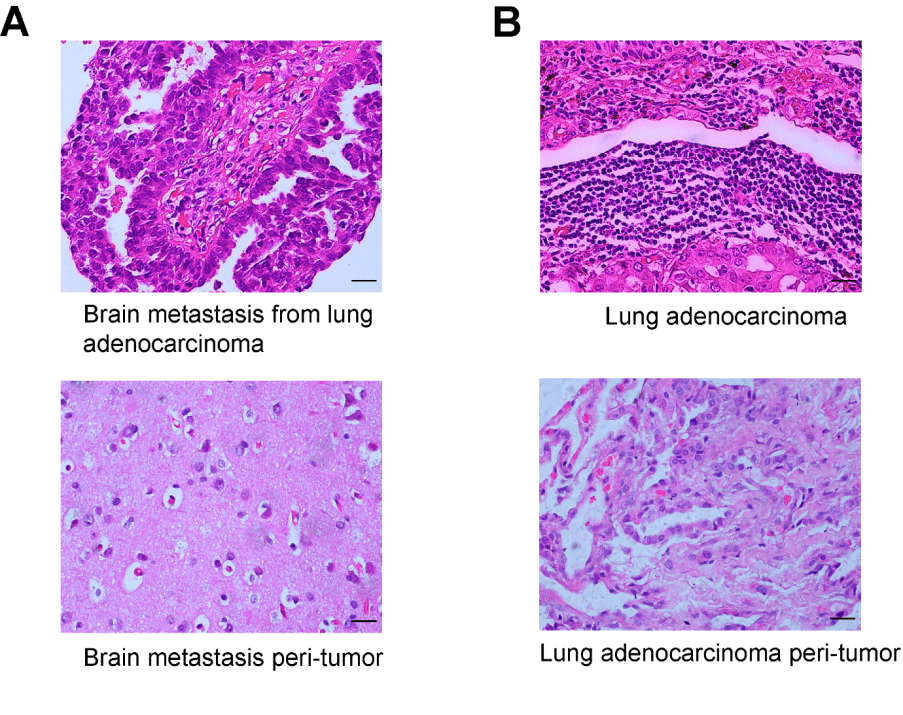 A
B
Brain metastasis from lung
adenocarcinoma
Lung adenocarcinoma
Brain metastasis peri-tumor
Lung adenocarcinoma peri-tumor